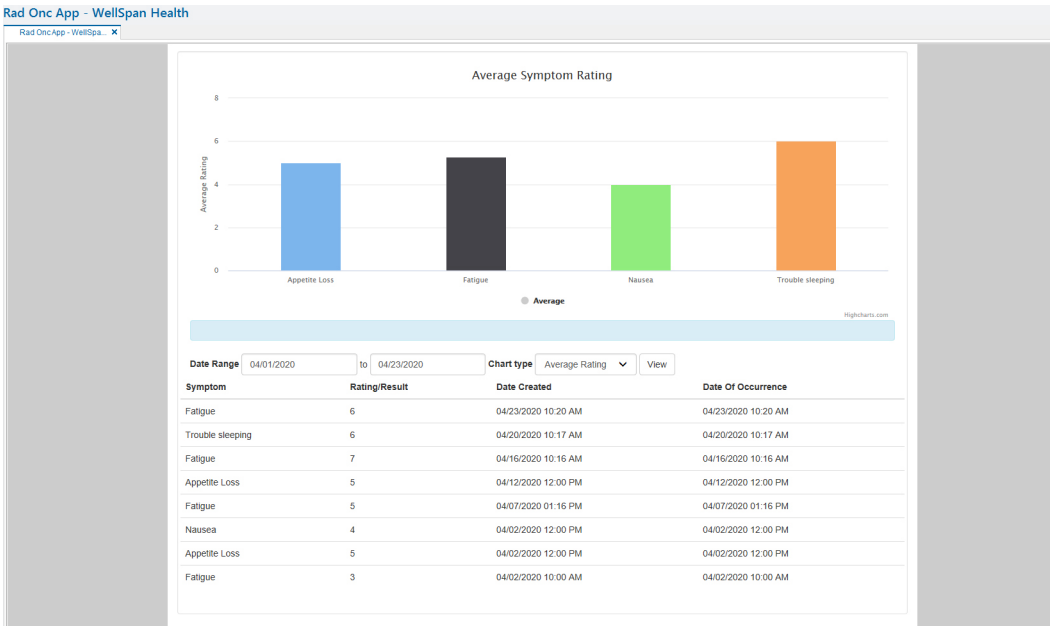 Rad Onc App - WellSpan Health
Rad Onc App - WellSpa... ×
Average Symptom Rating
8
6
4
2
0
Average Rating
Appetite Loss Fatigue Nausea Trouble sleeping
Average
Highcharts.com
Date Range 04/01/2020 to 04/23/2020 Chart type Average Rating View
Symptom Rating/Result Date Created Date Of Occurrence
Fatigue 6 04/23/2020 10:20 AM 04/23/2020 10:20 AM
Trouble sleeping 6 04/20/2020 10:17 AM 04/20/2020 10:17 AM
Fatigue 7 04/16/2020 10:16 AM 04/16/2020 10:16 AM
Appetite Loss 5 04/12/2020 12:00 PM 04/12/2020 12:00 PM
Fatigue 5 04/07/2020 01:16 PM 04/07/2020 01:16 PM
Nausea 4 04/02/2020 12:00 PM 04/02/2020 12:00 PM
Appetite Loss 5 04/02/2020 12:00 PM 04/02/2020 12:00 PM
Fatigue 3 04/02/2020 10:00 AM 04/02/2020 10:00 AM